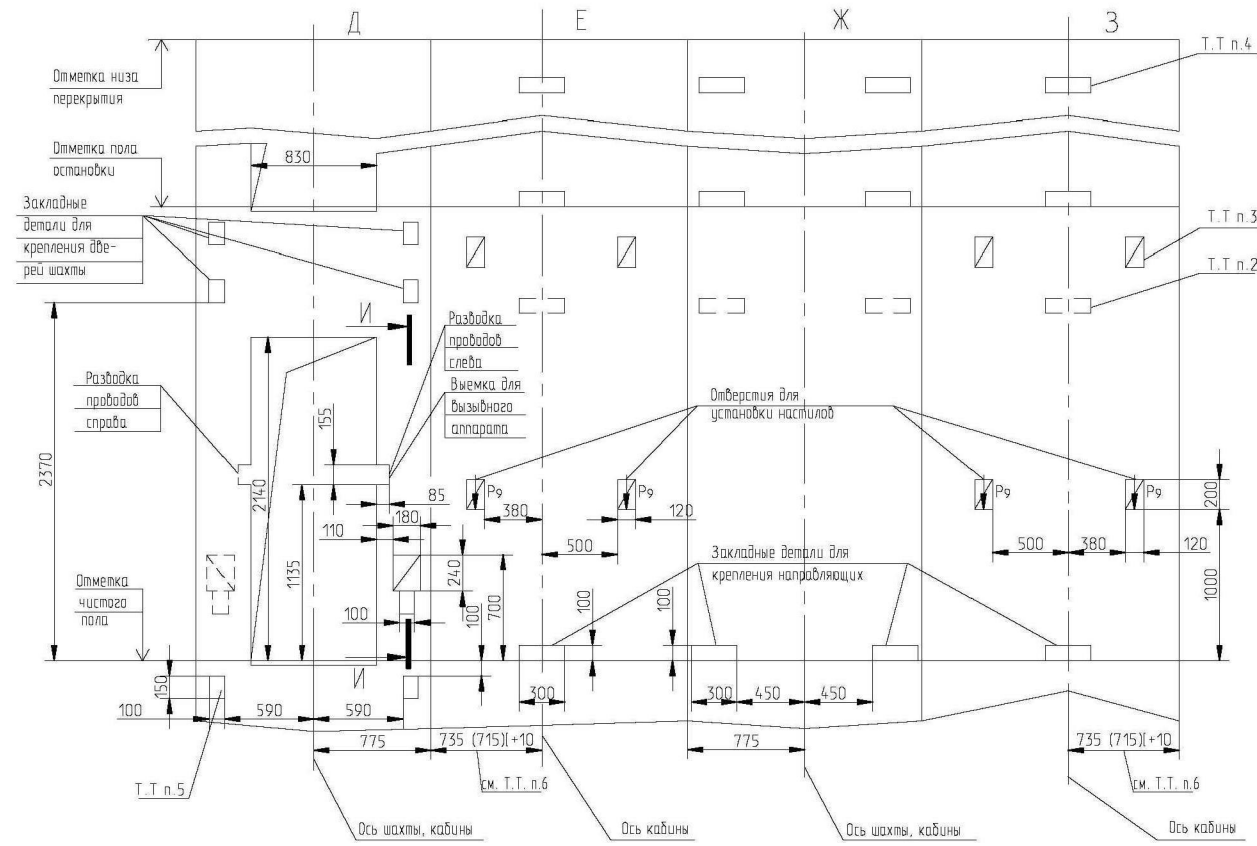 Д
Е
Ж
З
Т.Т п.4
Отметка низа
перекрытия
Отметка пола
остановки
830
Закладные
детали для
крепления две-
рей шахты
Т.Т п.3
Т.Т п.2
И
Разводка
проводов
слева
Выемка для
вызывного
аппарата
Разводка
проводов
справа
Отверстия для
установки настилов
2370
2140
155
1135
85
180
110
240
700
100
100
Р9
Р9
Р9
Р9
380
120
500
500
380
120
200
1000
Закладные детали для
крепления направляющих
Отметка
чистого
пола
100
100
И
150
100
590
590
300
300
450
450
775
735 (715)[+10
775
735 (715)[+10
см. Т.Т. п.6
см. Т.Т. п.6
Т.Т п.5
Ось шахты, кабины
Ось кабины
Ось шахты, кабины
Ось кабины